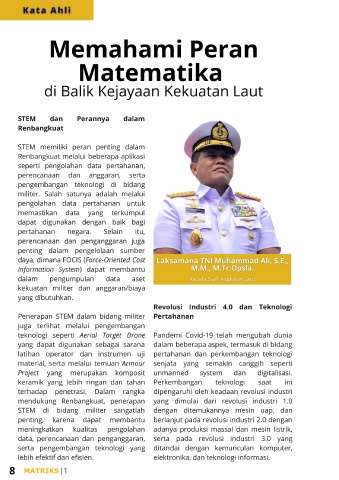 Kata Ahli
Memahami Peran
Matematika
di Balik Kejayaan Kekuatan Laut
STEM dan Perannya dalam
Renbangkuat
STEM memiliki peran penting dalam
Renbangkuat melalui beberapa aplikasi
seperti pengolahan data pertahanan,
perencanaan dan anggaran, serta
pengembangan teknologi di bidang
militer. Salah satunya adalah melalui
pengolahan data pertahanan untuk
memastikan data yang terkumpul
dapat digunakan dengan baik bagi
pertahanan negara. Selain itu,
perencanaan dan penganggaran juga
penting dalam pengelolaan sumber
daya, dimana FOCIS (Force-Oriented Cost
Information System) dapat membantu
dalam pengumpulan data aset
kekuatan militer dan anggaran/biaya
yang dibutuhkan.
Penerapan STEM dalam bidang militer
juga terlihat melalui pengembangan
teknologi seperti Aerial Target Drone
yang dapat digunakan sebagai sarana
latihan operator dan instrumen uji
material, serta melalui temuan Armour
Project yang merupakan komposit
keramik yang lebih ringan dan tahan
terhadap penetrasi. Dalam rangka
mendukung Renbangkuat, penerapan
STEM di bidang militer sangatlah
penting, karena dapat membantu
meningkatkan kualitas pengolahan
data, perencanaan dan penganggaran,
serta pengembangan teknologi yang
lebih efektif dan efisien.
Laksamana TNI Muhammad Ali, S.E.,
M.M., M.Tr.Opsla.
Kepala Staff Angkatan Laut
Revolusi Industri 4.0 dan Teknologi
Pertahanan
Pandemi Covid-19 telah mengubah dunia
dalam beberapa aspek, termasuk di bidang
pertahanan dan perkembangan teknologi
senjata yang semakin canggih seperti
unmanned system dan digitalisasi.
Perkembangan teknologi saat ini
dipengaruhi oleh keadaan revolusi industri
yang dimulai dari revolusi industri 1.0
dengan ditemukannya mesin uap, dan
berlanjut pada revolusi industri 2.0 dengan
adanya produksi massal dan mesin listrik,
serta pada revolusi industri 3.0 yang
ditandai dengan kemunculan komputer,
elektronika, dan teknologi informasi.
8 MATRIKS | 1